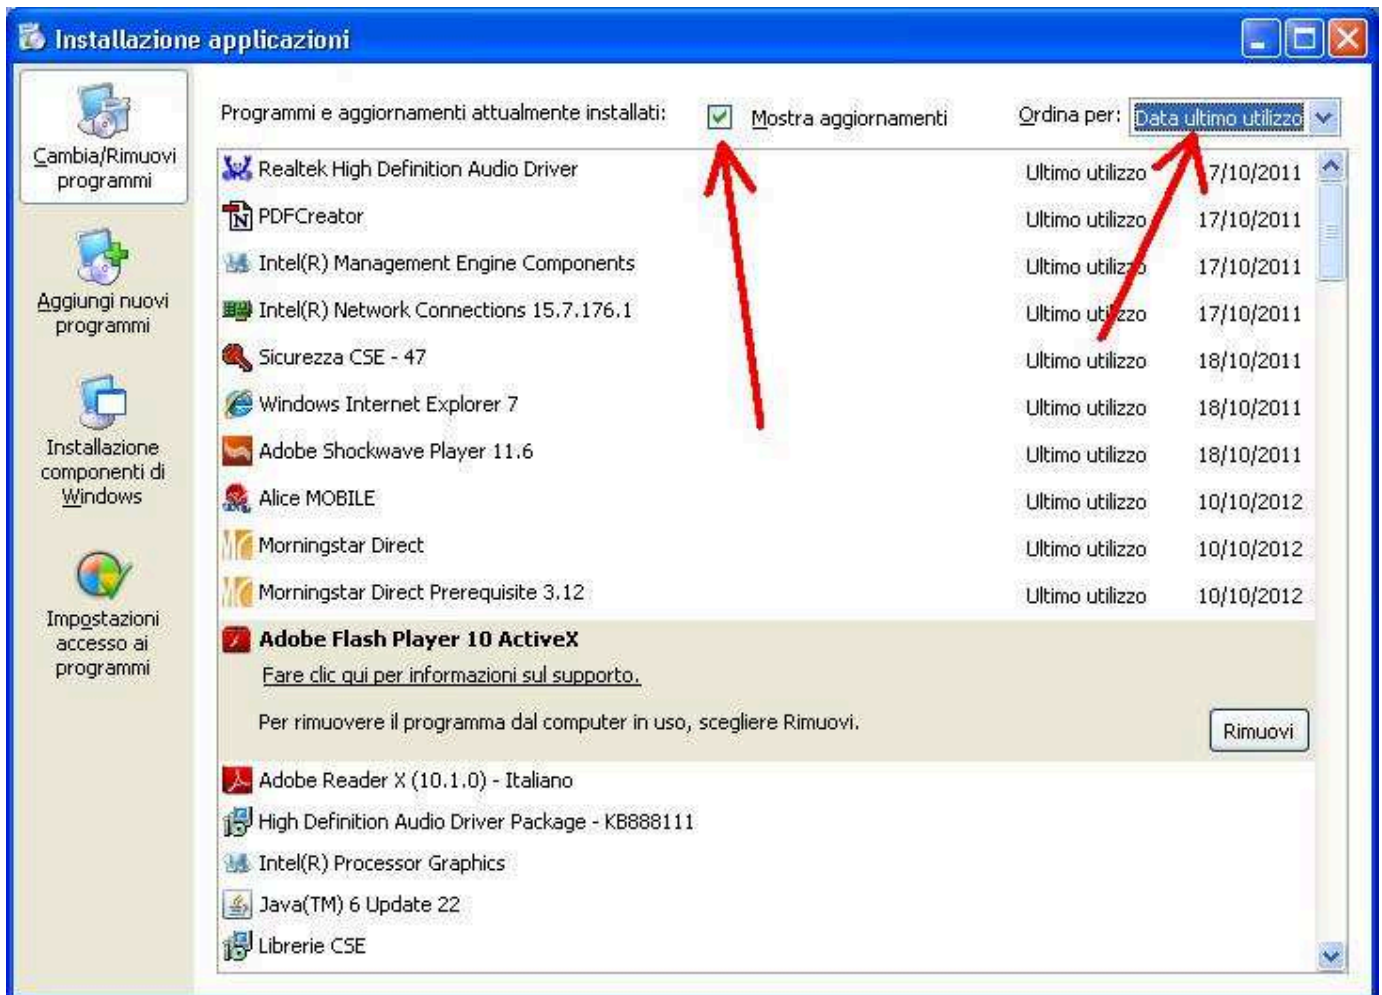 Installazione applicazioni
Cambia/Rimuovi
programmi
Aggiungi nuovi
programmi
Installazione
componenti di
Windows
Impostazioni
accesso ai
programmi
Programmi e aggiornamenti attualmente installati: Mostra aggiornamenti Ordina per: Data ultimo utilizzo
Realtek High Definition Audio Driver Ultimo utilizzo 7/10/2011
PDFCreator Ultimo utilizzo 17/10/2011
Intel(R) Management Engine Components Ultimo utilizzo 17/10/2011
Intel(R) Network Connections 15.7.176.1 Ultimo utilizzo 17/10/2011
Sicurezza CSE - 47 Ultimo utilizzo 18/10/2011
Windows Internet Explorer 7 Ultimo utilizzo 18/10/2011
Adobe Shockwave Player 11.6 Ultimo utilizzo 18/10/2011
Alice MOBILE Ultimo utilizzo 10/10/2012
Morningstar Direct Ultimo utilizzo 10/10/2012
Morningstar Direct Prerequisite 3.12 Ultimo utilizzo 10/10/2012
Adobe Flash Player 10 ActiveX
Fare clic qui per informazioni sul supporto.
Per rimuovere il programma dal computer in uso, scegliere Rimuovi. Rimuovi
Adobe Reader X (10.1.0) - Italiano
High Definition Audio Driver Package - KB888111
Intel(R) Processor Graphics
Java(TM) 6 Update 22
Librerie CSE